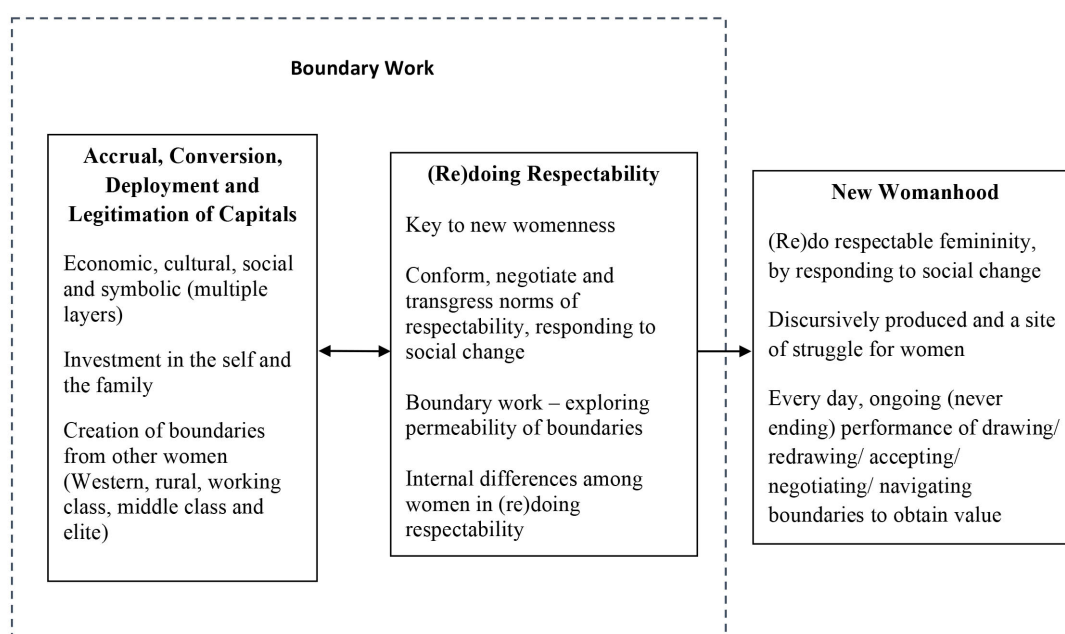 Boundary Work
Accrual, Conversion,
Deployment and
Legitimation of Capitals
Economic, cultural, social
and symbolic (multiple
layers)
Investment in the self and
the family
Creation of boundaries
from other women
(Western, rural, working
class, middle class and
elite)
(Re)doing Respectability
Key to new womenness
Conform, negotiate and
transgress norms of
respectability, responding to
social change
Boundary work – exploring
permeability of boundaries
Internal differences among
women in (re)doing
respectability
New Womanhood
(Re)do respectable femininity,
by responding to social change
Discursively produced and a site
of struggle for women
Every day, ongoing (never
ending) performance of drawing/
redrawing/ accepting/
negotiating/ navigating
boundaries to obtain value